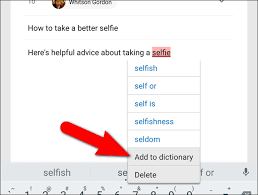 10
Whitson Gordon
How to take a better selfie
Here's helpful advice about taking a selfie
selfish
self or
self is
selfishness
seldom
Add to dictionary
Delete
selfish
self or